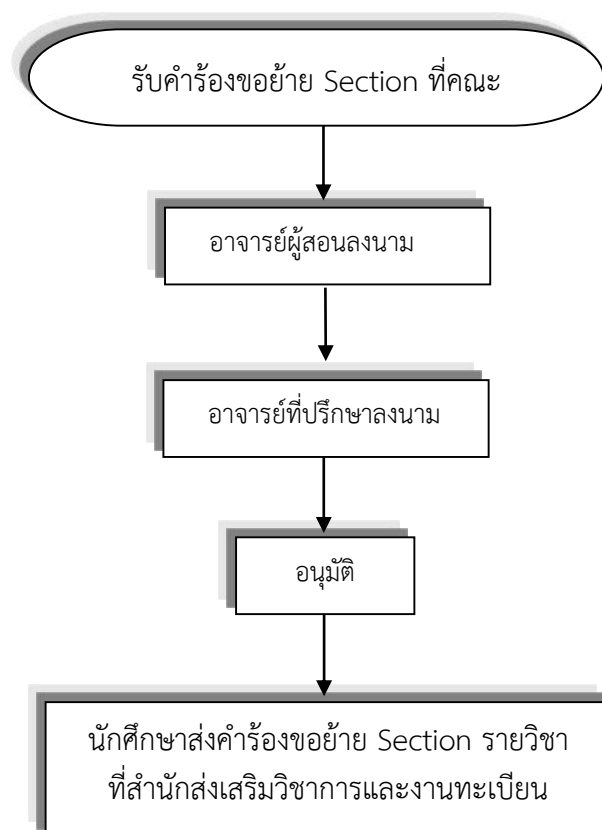 รับคำร้องขอย้าย Section ที่คณะ
อาจารย์ผู้สอนลงนาม
อาจารย์ที่ปรึกษาลงนาม
อนุมัติ
นักศึกษาส่งคำร้องขอย้าย Section รายวิชา
ที่สำนักส่งเสริมวิชาการและงานทะเบียน